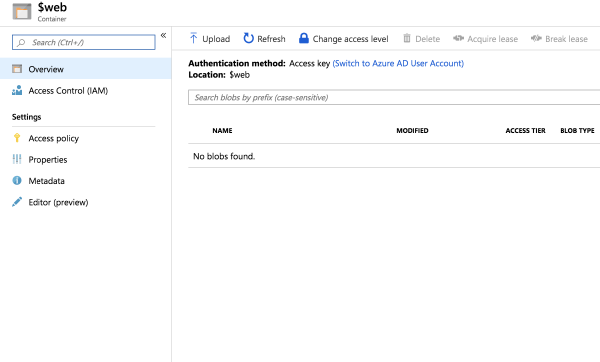 $web
Container
Search (Ctrl+/)
«
Overview
Access Control (IAM)
Settings
Access policy
Properties
Metadata
Editor (preview)
Upload Refresh Change access level Delete Acquire lease Break lease
Authentication method: Access key (Switch to Azure AD User Account)
Location: $web
Search blobs by prefix (case-sensitive)
NAME MODIFIED ACCESS TIER BLOB TYPE
No blobs found.